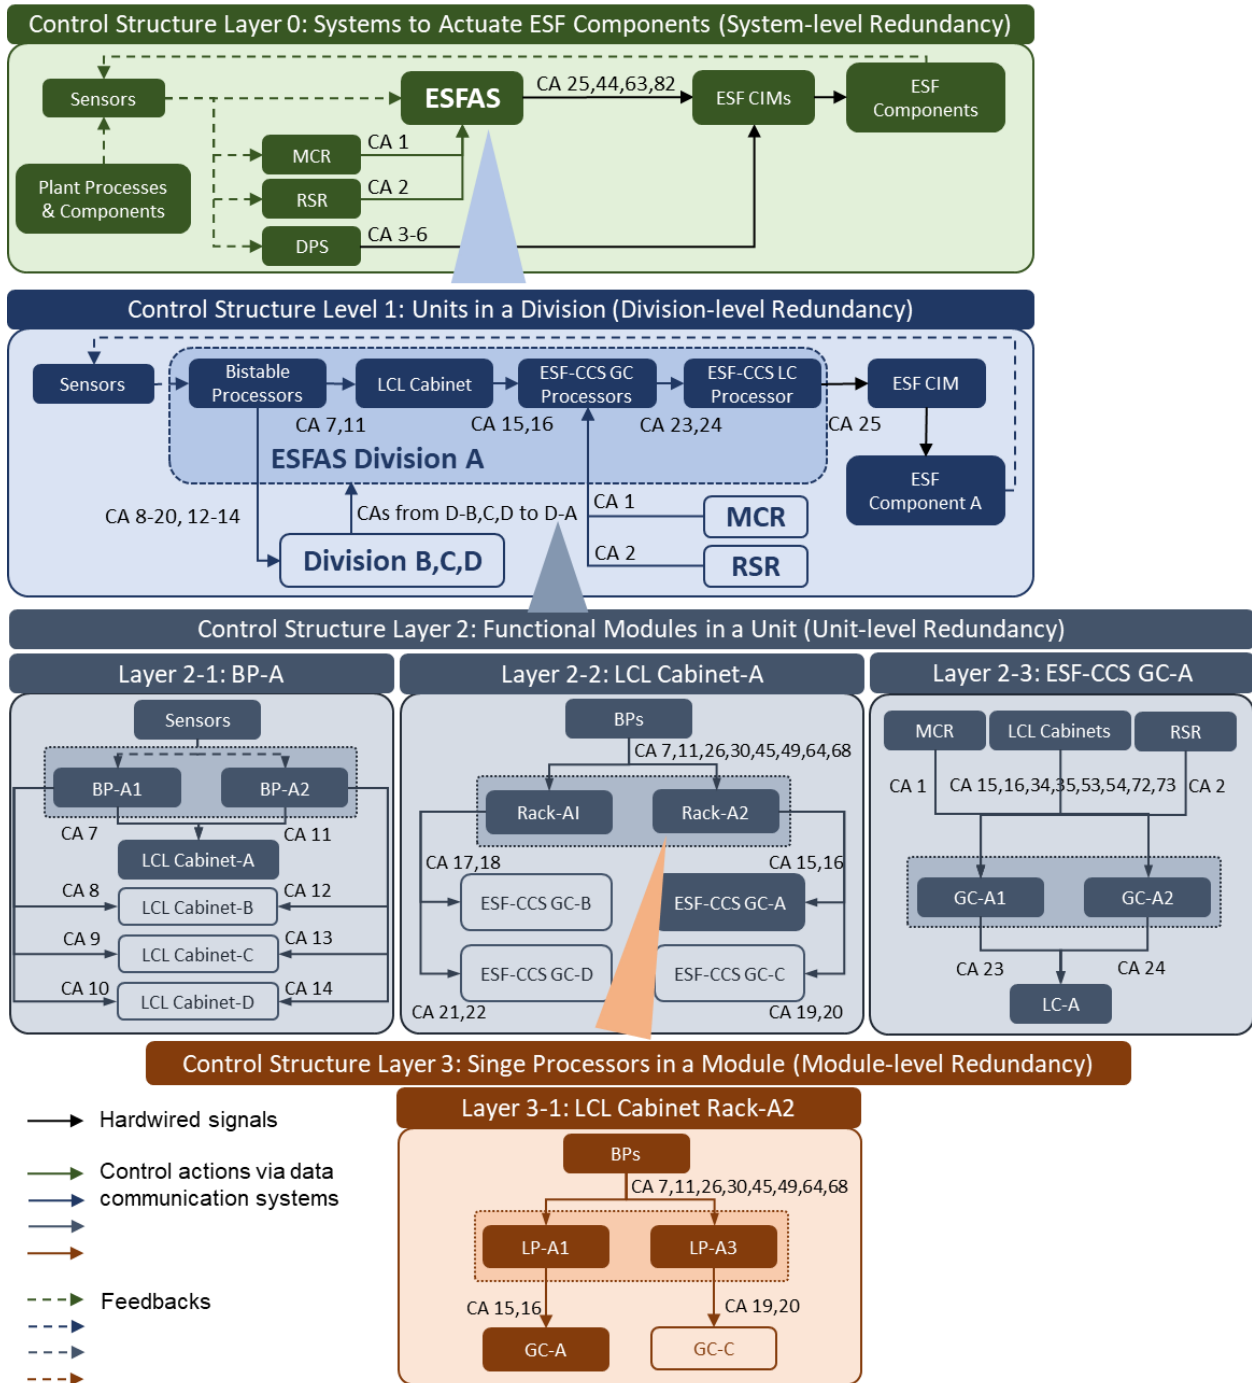 Control Structure Layer 0: Systems to Actuate ESF Components (System-level Redundancy)
Sensors
ESFAS
CA 25,44,63,82
ESF CIMs
ESF
Components
MCR
CA 1
Plant Processes
& Components
RSR
CA 2
DPS
CA 3-6
Control Structure Level 1: Units in a Division (Division-level Redundancy)
Sensors
Bistable
Processors
LCL Cabinet
ESF-CCS GC
Processors
ESF-CCS LC
Processor
ESF CIM
CA 7,11
CA 15,16
CA 23,24
CA 25
ESFAS Division A
ESF
Component A
CA 8-20, 12-14
CAs from D-B,C,D to D-A
CA 1
MCR
Division B,C,D
CA 2
RSR
Control Structure Layer 2: Functional Modules in a Unit (Unit-level Redundancy)
Layer 2-1: BP-A
Sensors
BP-A1
BP-A2
CA 7
CA 11
LCL Cabinet-A
CA 8
CA 12
LCL Cabinet-B
CA 9
CA 13
LCL Cabinet-C
CA 10
CA 14
LCL Cabinet-D
Layer 2-2: LCL Cabinet-A
BPs
CA 7,11,26,30,45,49,64,68
Rack-AI
Rack-A2
CA 17,18
CA 15,16
ESF-CCS GC-B
ESF-CCS GC-A
ESF-CCS GC-D
ESF-CCS GC-C
CA 21,22
CA 19,20
Layer 2-3: ESF-CCS GC-A
MCR
LCL Cabinets
RSR
CA 1
CA 15,16,34,35,53,54,72,73
CA 2
GC-A1
GC-A2
CA 23
CA 24
LC-A
Control Structure Layer 3: Singe Processors in a Module (Module-level Redundancy)
Layer 3-1: LCL Cabinet Rack-A2
BPs
CA 7,11,26,30,45,49,64,68
LP-A1
LP-A3
CA 15,16
CA 19,20
GC-A
GC-C
Hardwired signals
Control actions via data
communication systems
Feedbacks